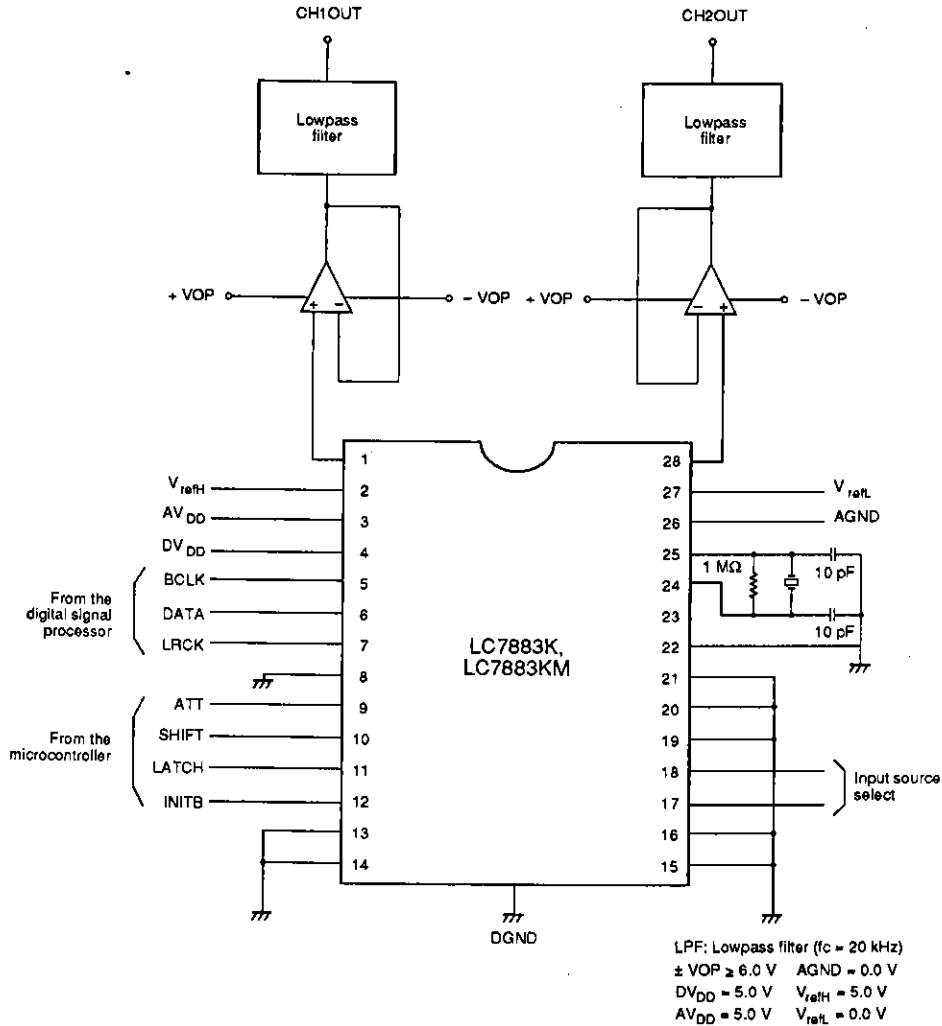 CH1OUT
CH2OUT
Lowpass
filter
Lowpass
filter
+ VOP
+ -
- VOP
+ VOP
- +
- VOP
1
28
VrefH
2
27
VrefL
AVDD
3
26
AGND
DVDD
4
25
1 MΩ
10 pF
From the
digital signal
processor
BCLK
5
24
DATA
6
23
10 pF
LRCK
7
22
LC7883K,
LC7883KM
8
21
From the
microcontroller
ATT
9
20
SHIFT
10
19
LATCH
11
18
Input source
select
INITB
12
17
13
16
14
15
DGND
LPF: Lowpass filter (fc = 20 kHz)
± VOP ≥ 6.0 V AGND = 0.0 V
DVDD = 5.0 V VrefH = 5.0 V
AVDD = 5.0 V VrefL = 0.0 V